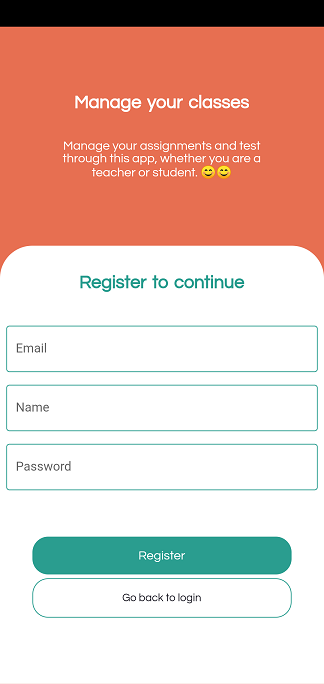 Manage your classes
Manage your assignments and test
through this app, whether you are a
teacher or student. 😊😊
Register to continue
Email
Name
Password
Register
Go back to login